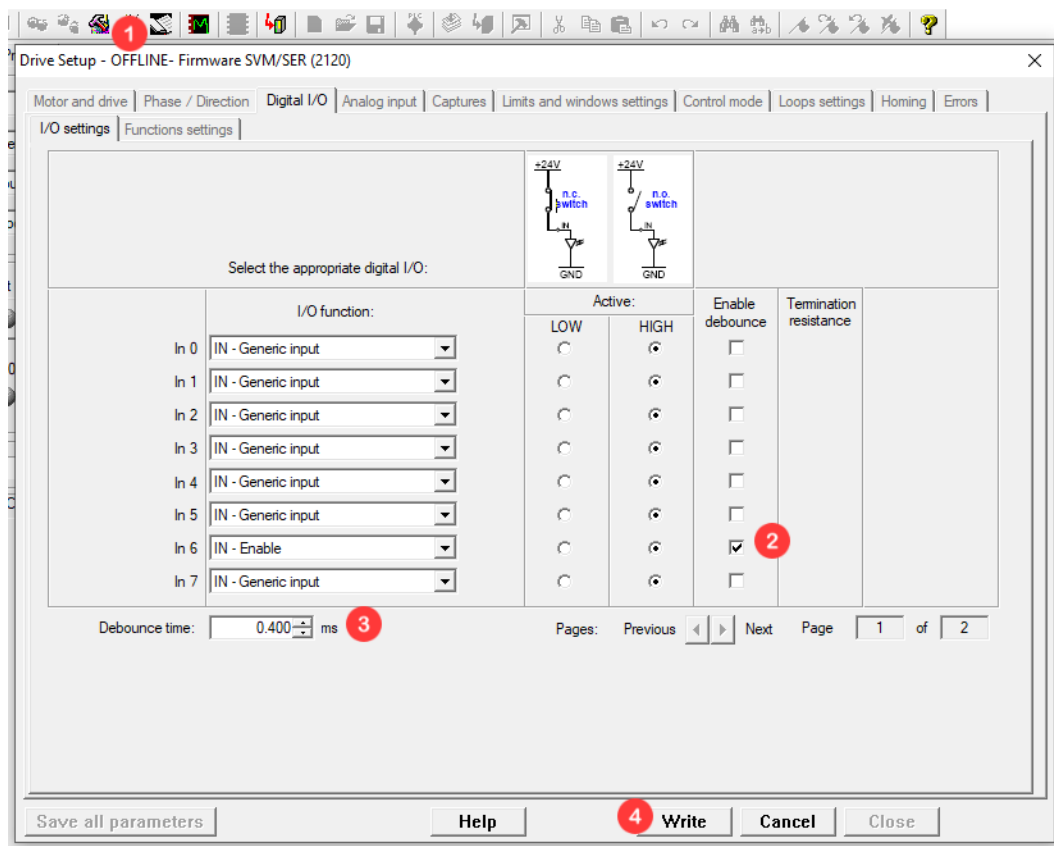 1
Drive Setup - OFFLINE- Firmware SVM/SER (2120)
Motor and drive Phase / Direction Digital I/O Analog input Captures Limits and windows settings Control mode Loops settings Homing Errors
I/O settings Functions settings
+24V +24V
n.c. switch n.o. switch
IN IN
GND GND
Select the appropriate digital I/O:
I/O function: Active: Enable debounce Termination resistance
LOW HIGH
In 0 IN - Generic input
In 1 IN - Generic input
In 2 IN - Generic input
In 3 IN - Generic input
In 4 IN - Generic input
In 5 IN - Generic input
In 6 IN - Enable 2
In 7 IN - Generic input
Debounce time: 0.400 ms 3 Pages: Previous Next Page 1 of 2
Save all parameters Help 4 Write Cancel Close